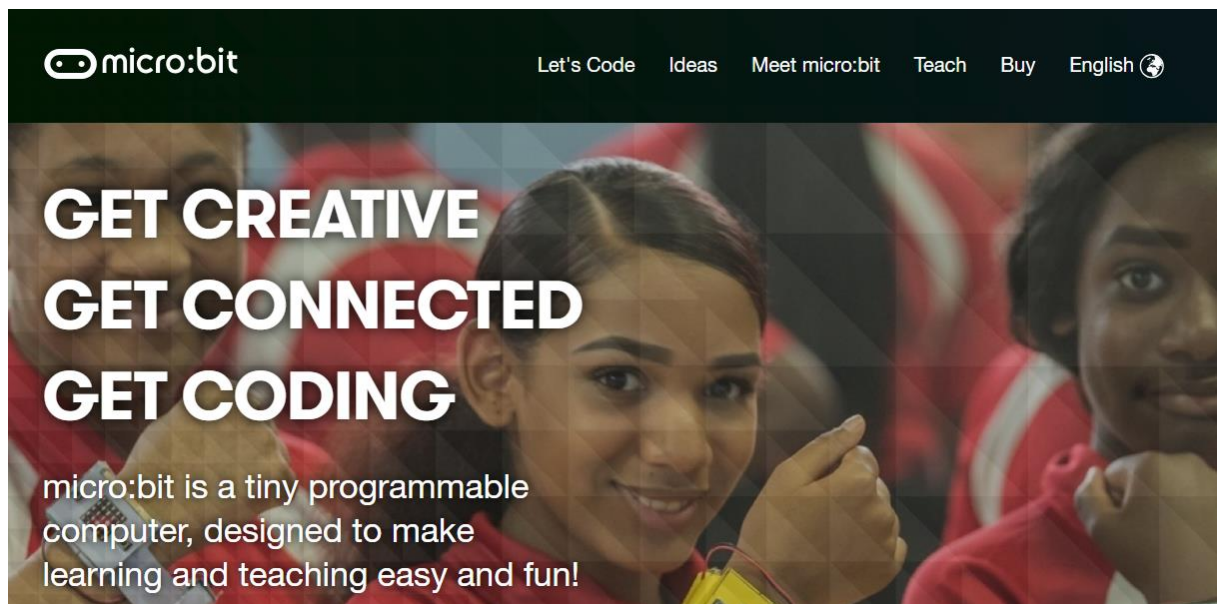 micro:bit
Let's Code Ideas Meet micro:bit Teach Buy English
GET CREATIVE
GET CONNECTED
GET CODING
micro:bit is a tiny programmable
computer, designed to make
learning and teaching easy and fun!